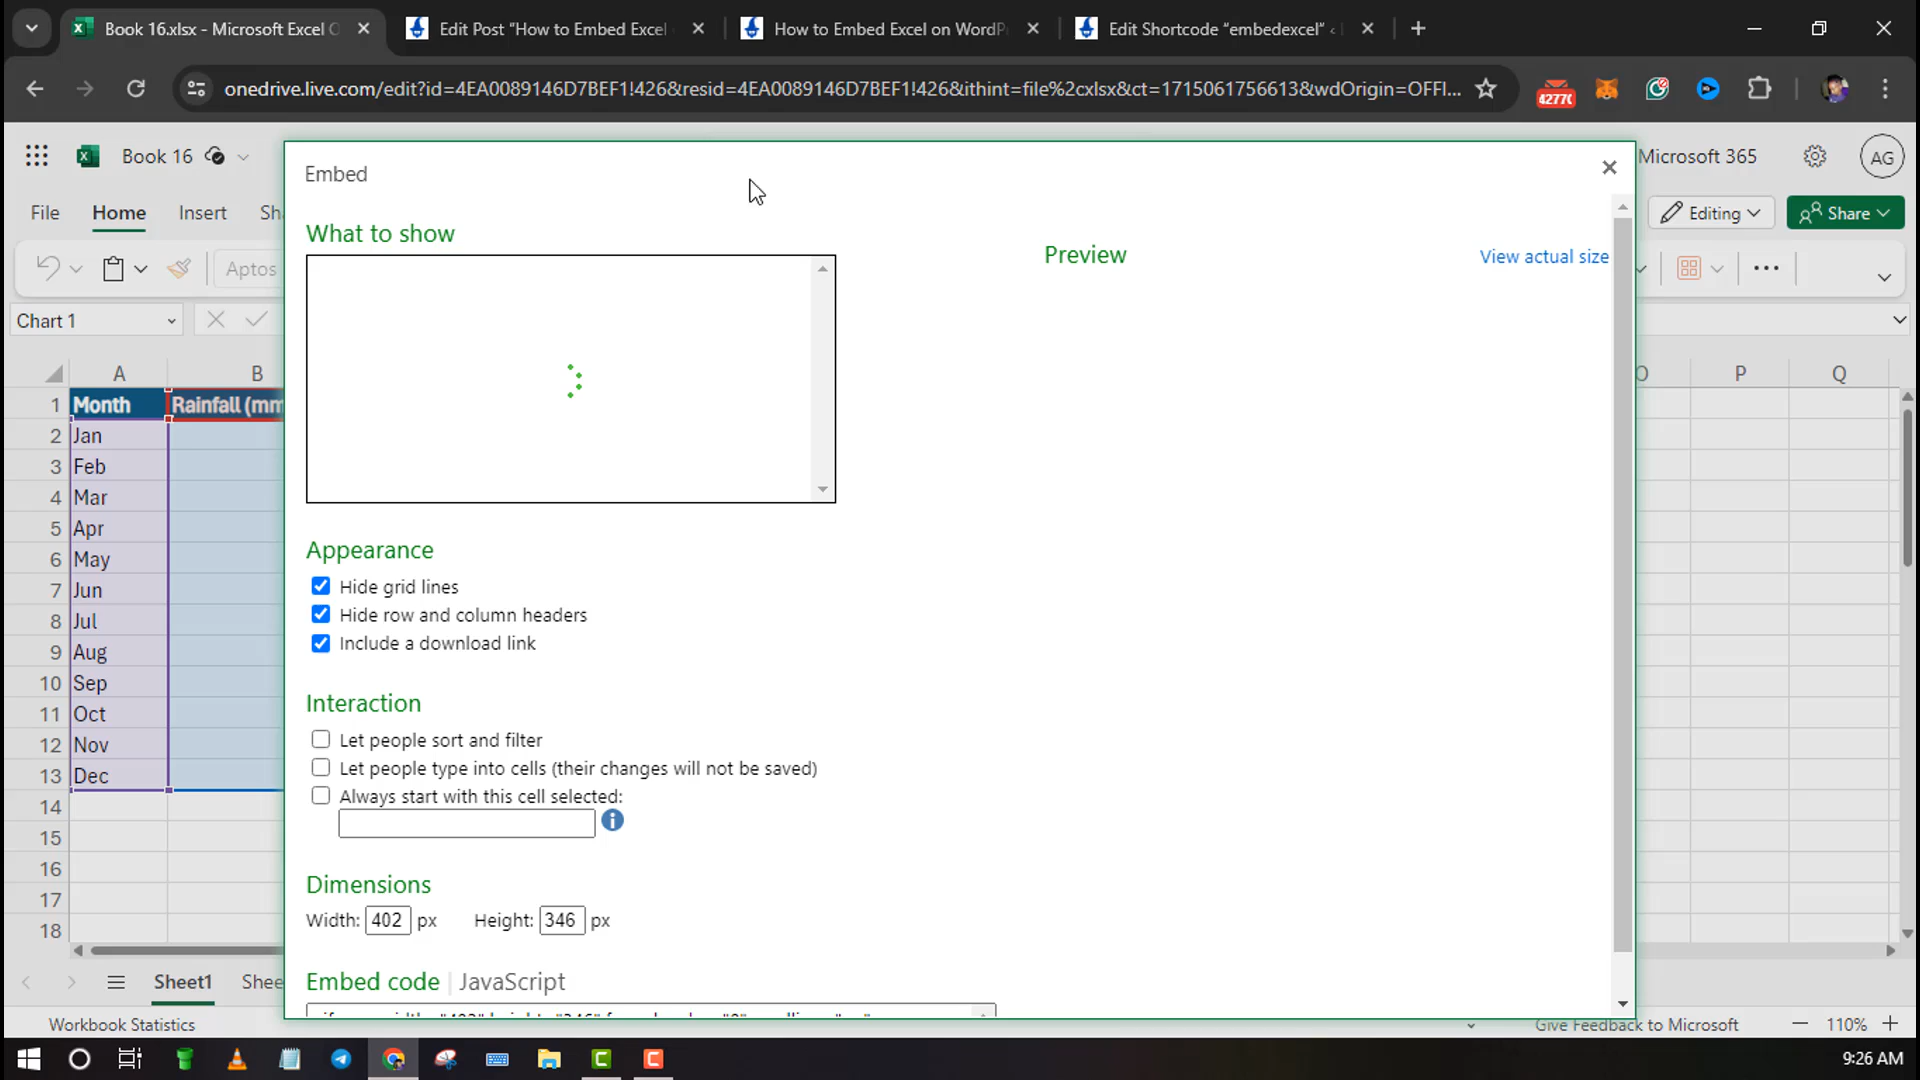 Book 16.xlsx - Microsoft Excel O
Edit Post "How to Embed Excel
How to Embed Excel on WordP
Edit Shortcode "embedexcel" ‹
onedrive.live.com/edit?id=4EA0089146D7BEF1!426&resid=4EA0089146D7BEF1!426&ithint=file%2cxlsx&ct=1715061756613&wdOrigin=OFFI...
Book 16
Embed
Microsoft 365
AG
File
Home
Insert
Editing
Share
Aptos
What to show
Preview
View actual size
Chart 1
A
B
P
Q
1 Month Rainfall (mm
2 Jan
3 Feb
4 Mar
5 Apr
6 May
7 Jun
8 Jul
9 Aug
10 Sep
11 Oct
12 Nov
13 Dec
14
15
16
17
18
Appearance
Hide grid lines
Hide row and column headers
Include a download link
Interaction
Let people sort and filter
Let people type into cells (their changes will not be saved)
Always start with this cell selected:
Dimensions
Width: 402 px Height: 346 px
Embed code | JavaScript
Sheet1
Shee
Workbook Statistics
Give Feedback to Microsoft
110%
9:26 AM